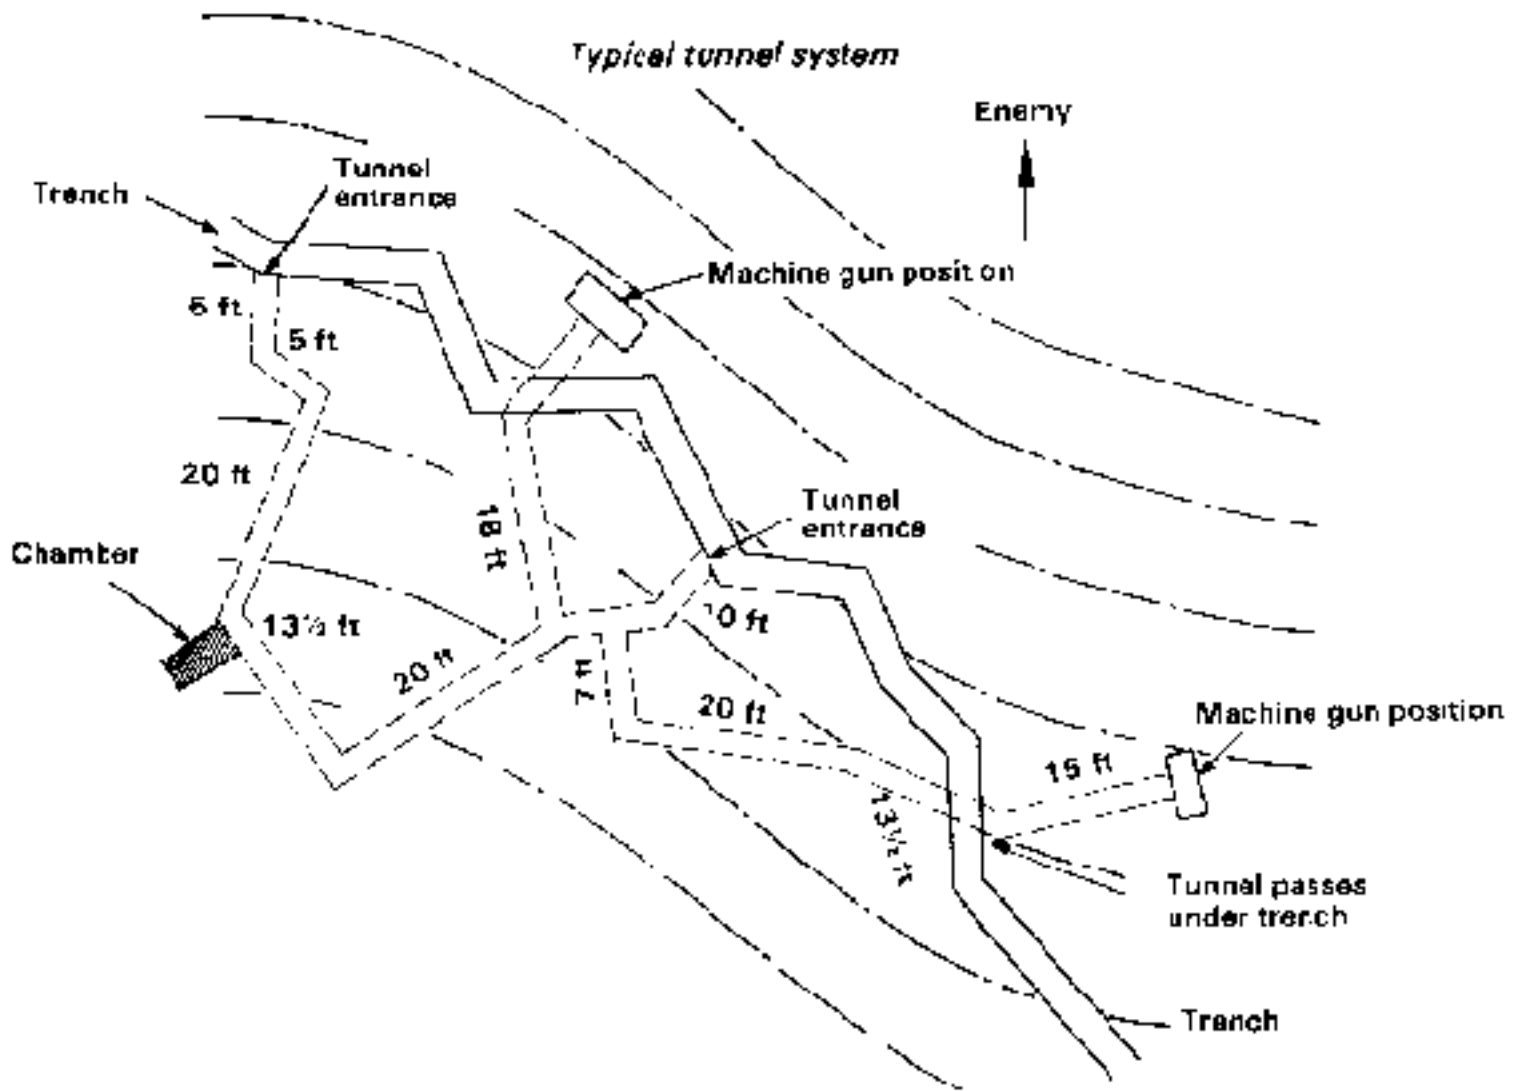 Typical tunnel system
Enemy
Tunnel
entrance
Trench
Machine gun position
6 ft
5 ft
20 ft
18 ft
Tunnel
entrance
Chamber
13½ ft
10 ft
20 ft
7 ft
20 ft
Machine gun position
15 ft
13½ ft
Tunnel passes
under trench
Trench